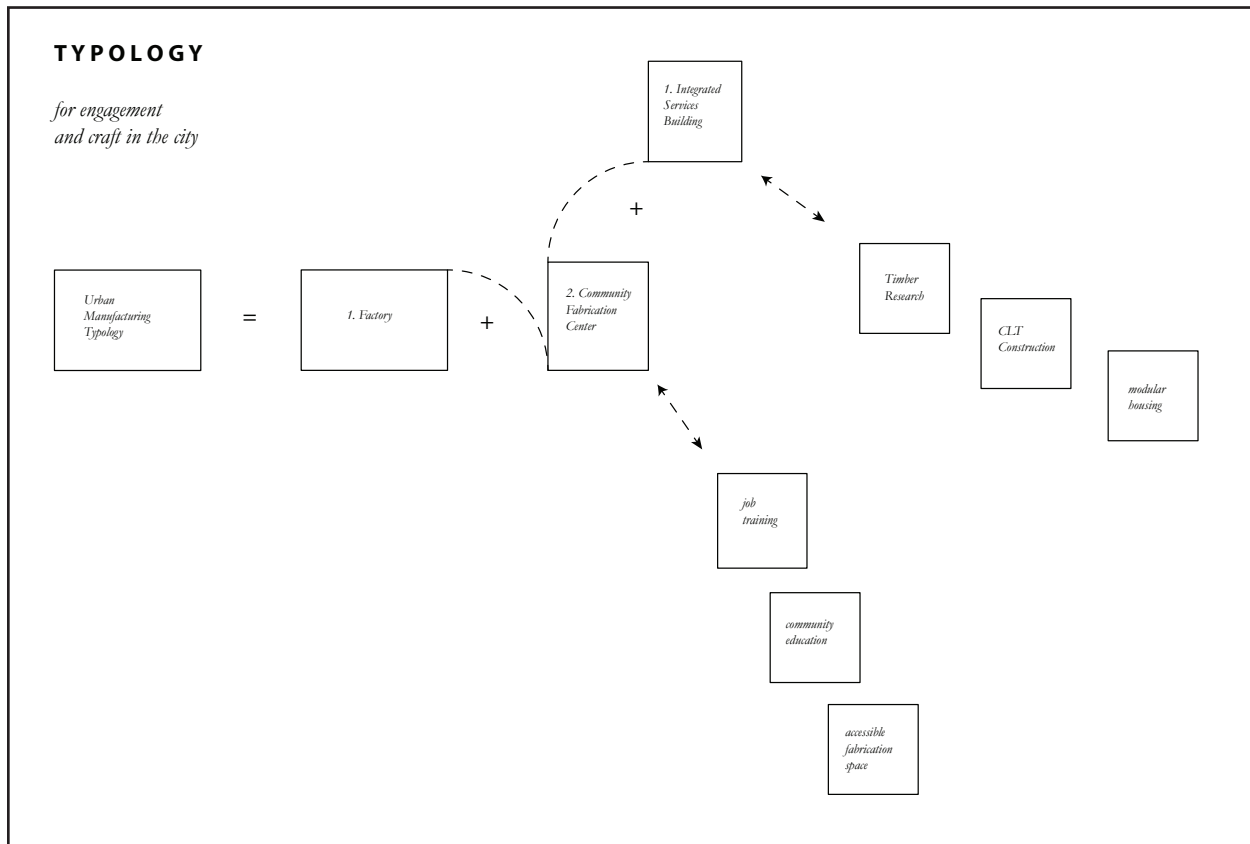 TYPOLOGY
for engagement
and craft in the city
1. Integrated
Services
Building
+
Urban
Manufacturing
Typology
=
1. Factory
+
2. Community
Fabrication
Center
Timber
Research
CLT
Construction
modular
housing
job
training
community
education
accessible
fabrication
space